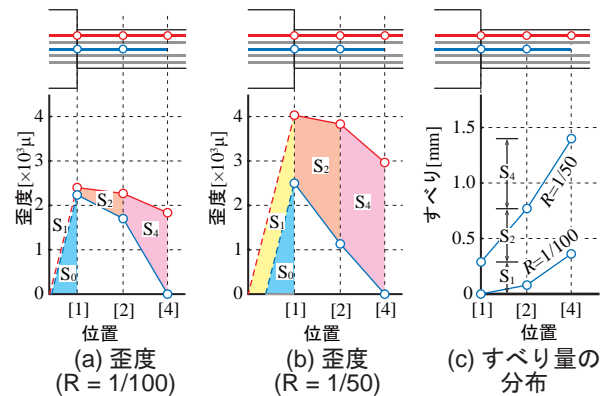 歪度[×10³μ]
4
3
2
1
0
S₁
S₀
S₂
S₄
[1]
[2]
[4]
位置
(a) 歪度
(R = 1/100)
歪度[×10³μ]
4
3
2
1
0
S₁
S₀
S₂
S₄
[1]
[2]
[4]
位置
(b) 歪度
(R = 1/50)
すべり[mm]
1.5
1.0
0.5
0
S₄
S₂
S₁
R=1/50
R=1/100
[1]
[2]
[4]
位置
(c) すべり量の
分布